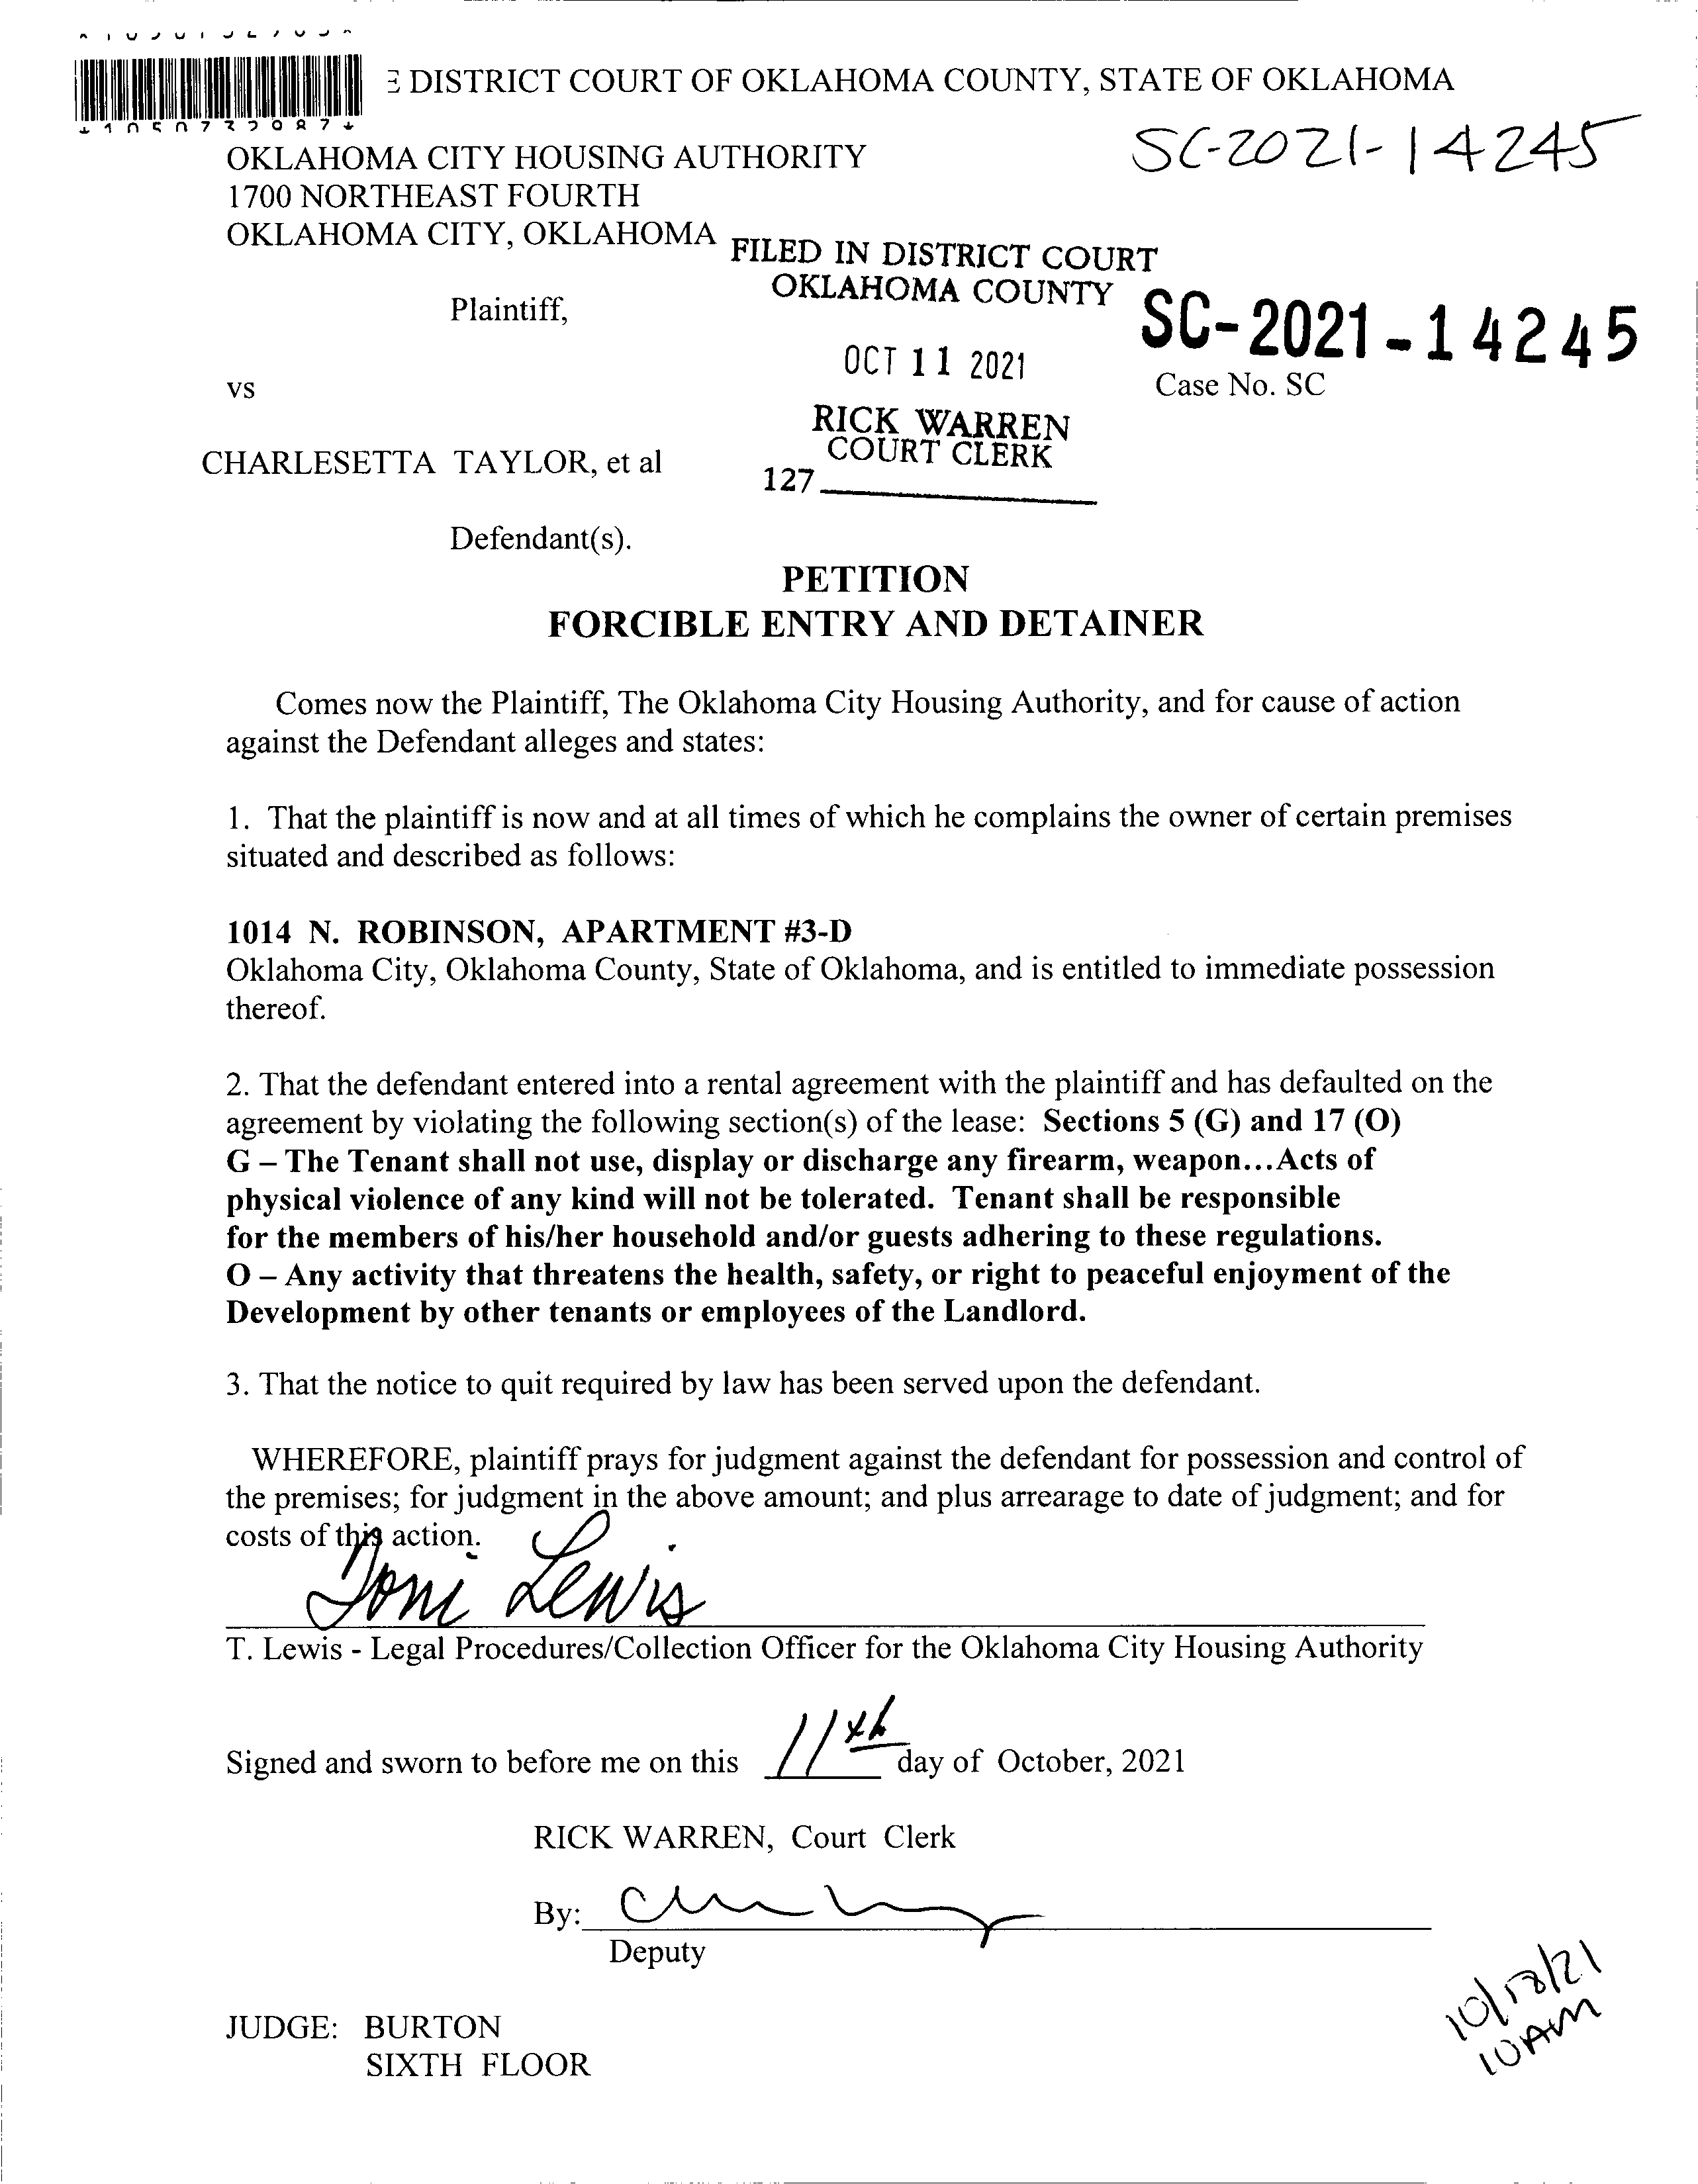 DISTRICT COURT OF OKLAHOMA COUNTY, STATE OF OKLAHOMA
SC-2021-14245
OKLAHOMA CITY HOUSING AUTHORITY
1700 NORTHEAST FOURTH
OKLAHOMA CITY, OKLAHOMA
FILED IN DISTRICT COURT
OKLAHOMA COUNTY
Plaintiff,
SC-2021-14245
OCT 11 2021
vs
Case No. SC
RICK WARREN
COURT CLERK
CHARLESETTA TAYLOR, et al
127
Defendant(s).
PETITION
FORCIBLE ENTRY AND DETAINER
Comes now the Plaintiff, The Oklahoma City Housing Authority, and for cause of action
against the Defendant alleges and states:
1. That the plaintiff is now and at all times of which he complains the owner of certain premises
situated and described as follows:
1014 N. ROBINSON, APARTMENT #3-D
Oklahoma City, Oklahoma County, State of Oklahoma, and is entitled to immediate possession
thereof.
2. That the defendant entered into a rental agreement with the plaintiff and has defaulted on the
agreement by violating the following section(s) of the lease: Sections 5 (G) and 17 (O)
G – The Tenant shall not use, display or discharge any firearm, weapon...Acts of
physical violence of any kind will not be tolerated. Tenant shall be responsible
for the members of his/her household and/or guests adhering to these regulations.
O – Any activity that threatens the health, safety, or right to peaceful enjoyment of the
Development by other tenants or employees of the Landlord.
3. That the notice to quit required by law has been served upon the defendant.
WHEREFORE, plaintiff prays for judgment against the defendant for possession and control of
the premises; for judgment in the above amount; and plus arrearage to date of judgment; and for
costs of this action.
Toni Lewis
T. Lewis - Legal Procedures/Collection Officer for the Oklahoma City Housing Authority
Signed and sworn to before me on this 11th day of October, 2021
RICK WARREN, Court Clerk
By:
Deputy
10/18/21
10AM
JUDGE: BURTON
SIXTH FLOOR